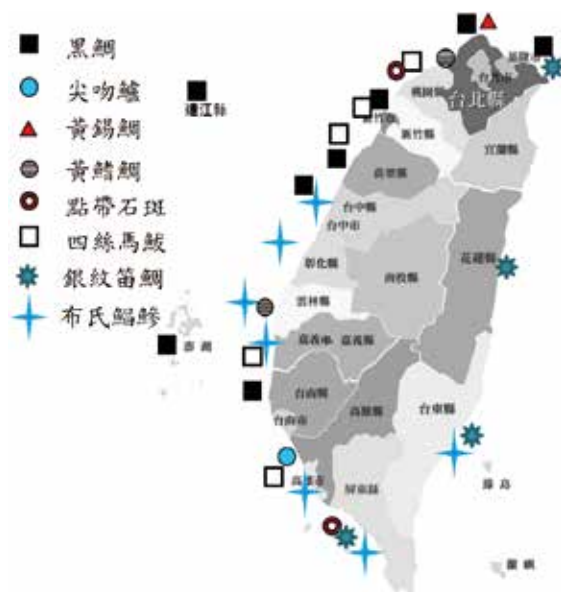 黑鯛
尖吻鱸
黃錫鯛
黃鰭鯛
點帶石斑
四絲馬鮁
銀紋笛鯛
布氏鯧鰺
連江縣
基隆市
台北市
台北縣
桃園縣
新竹市
新竹縣
宜蘭縣
苗栗縣
台中縣
台中市
彰化縣
南投縣
花蓮縣
雲林縣
嘉義市
嘉義縣
澎湖
台南縣
台南市
高雄縣
台東縣
高雄市
屏東縣
綠島
蘭嶼